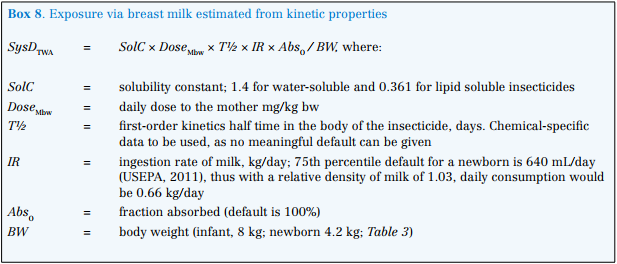 Box 8. Exposure via breast milk estimated from kinetic properties
SysD_TWA = SolC × Dose_Mbw × T½ × IR × Abs_0 / BW, where:
SolC = solubility constant; 1.4 for water-soluble and 0.361 for lipid soluble insecticides
Dose_Mbw = daily dose to the mother mg/kg bw
T½ = first-order kinetics half time in the body of the insecticide, days. Chemical-specific
data to be used, as no meaningful default can be given
IR = ingestion rate of milk, kg/day; 75th percentile default for a newborn is 640 mL/day
(USEPA, 2011), thus with a relative density of milk of 1.03, daily consumption would
be 0.66 kg/day
Abs_0 = fraction absorbed (default is 100%)
BW = body weight (infant, 8 kg; newborn 4.2 kg; Table 3)